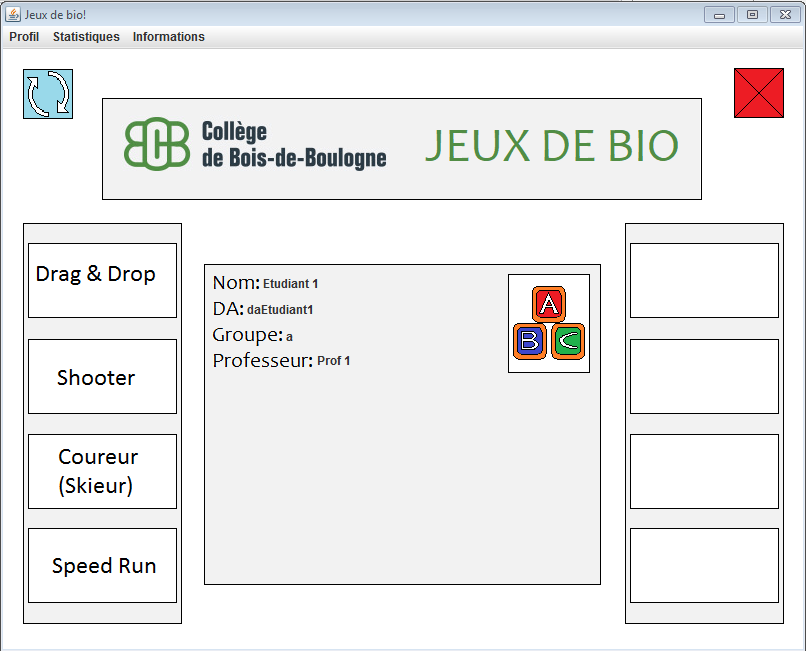 Jeux de bio!
Profil Statistiques Informations
Collège
de Bois-de-Boulogne
JEUX DE BIO
Drag & Drop
Shooter
Coureur
(Skieur)
Speed Run
Nom: Etudiant 1
DA: daEtudiant1
Groupe: a
Professeur: Prof 1
A
B C